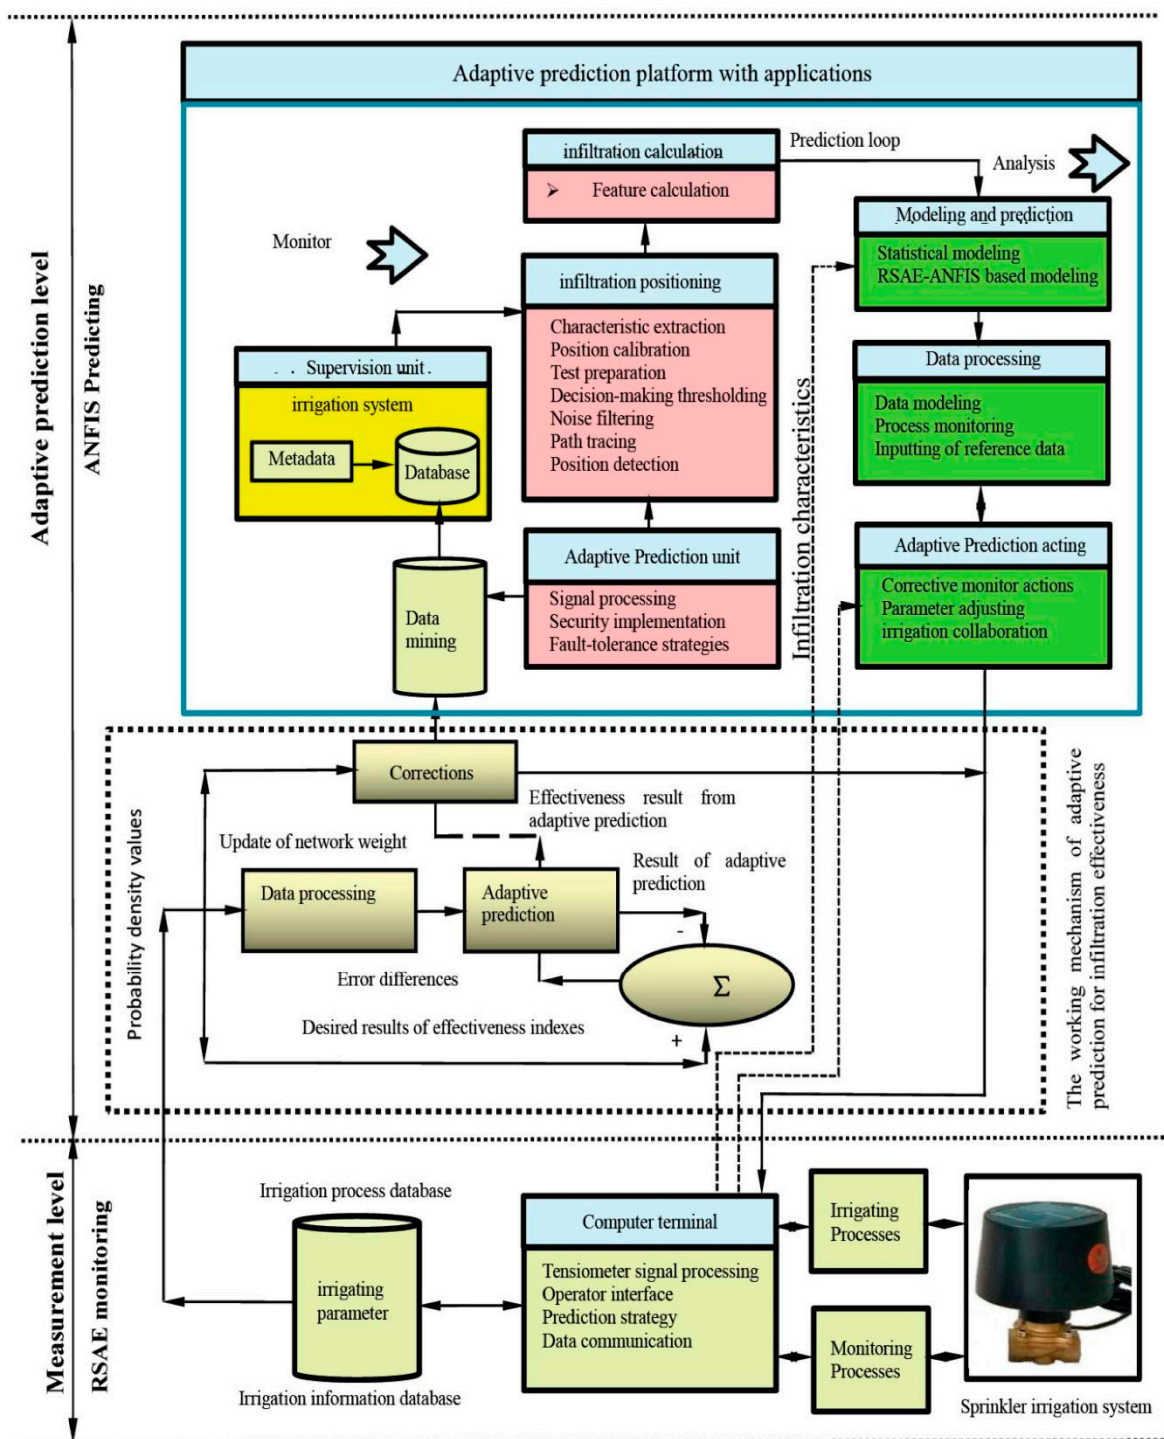 Adaptive prediction platform with applications
infiltration calculation
Feature calculation
Prediction loop
Analysis
Modeling and prediction
Statistical modeling
RSAE-ANFIS based modeling
Monitor
infiltration positioning
Characteristic extraction
Position calibration
Test preparation
Decision-making thresholding
Noise filtering
Path tracing
Position detection
Supervision unit
irrigation system
Metadata
Database
Data processing
Data modeling
Process monitoring
Inputting of reference data
Adaptive Prediction unit
Signal processing
Security implementation
Fault-tolerance strategies
Data
mining
Infiltration characteristics
Adaptive Prediction acting
Corrective monitor actions
Parameter adjusting
irrigation collaboration
Adaptive prediction level
ANFIS Predicting
Corrections
Effectiveness result from
adaptive prediction
Update of network weight
Result of adaptive
prediction
Data processing
Adaptive
prediction
-
Σ
Error differences
Desired results of effectiveness indexes
+
Probability density values
The working mechanism of adaptive
prediction for infiltration effectiveness
Measurement level
RSAE monitoring
Irrigation process database
irrigating
parameter
Irrigation information database
Computer terminal
Tensiometer signal processing
Operator interface
Prediction strategy
Data communication
Irrigating
Processes
Monitoring
Processes
Sprinkler irrigation system